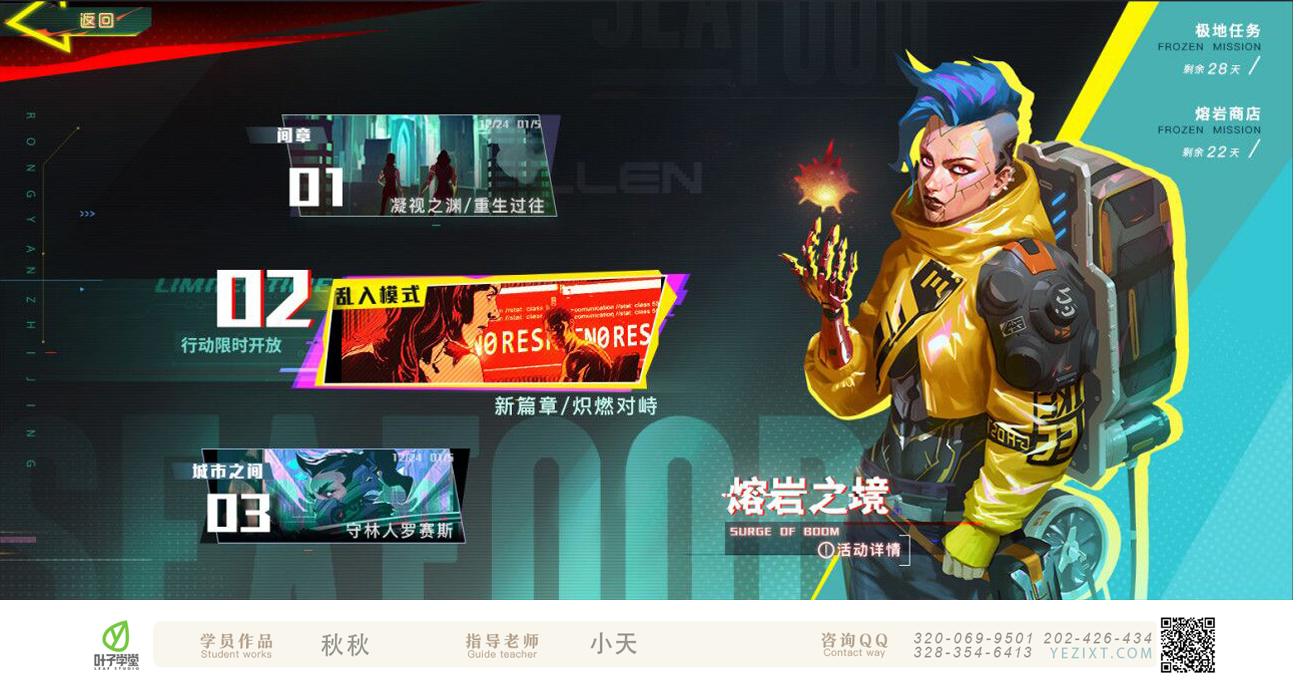 返回
极地任务
FROZEN MISSION
剩余28天
熔岩商店
FROZEN MISSION
剩余22天
RONGYANZHIJING
间章
12/24 01/5
01
凝视之渊/重生过往
LIMITED TIME
02
行动限时开放
乱入模式
新篇章/炽燃对峙
城市之间
12/24 01/5
03
守林人罗赛斯
SEAFOOD
熔岩之境
SURGE OF BOOM
活动详情
叶子学堂
LEAF STUDIO
学员作品
Student works
秋秋
指导老师
Guide teacher
小天
咨询QQ
Contact way
320-069-9501 202-426-434
328-354-6413 YEZIXT.COM